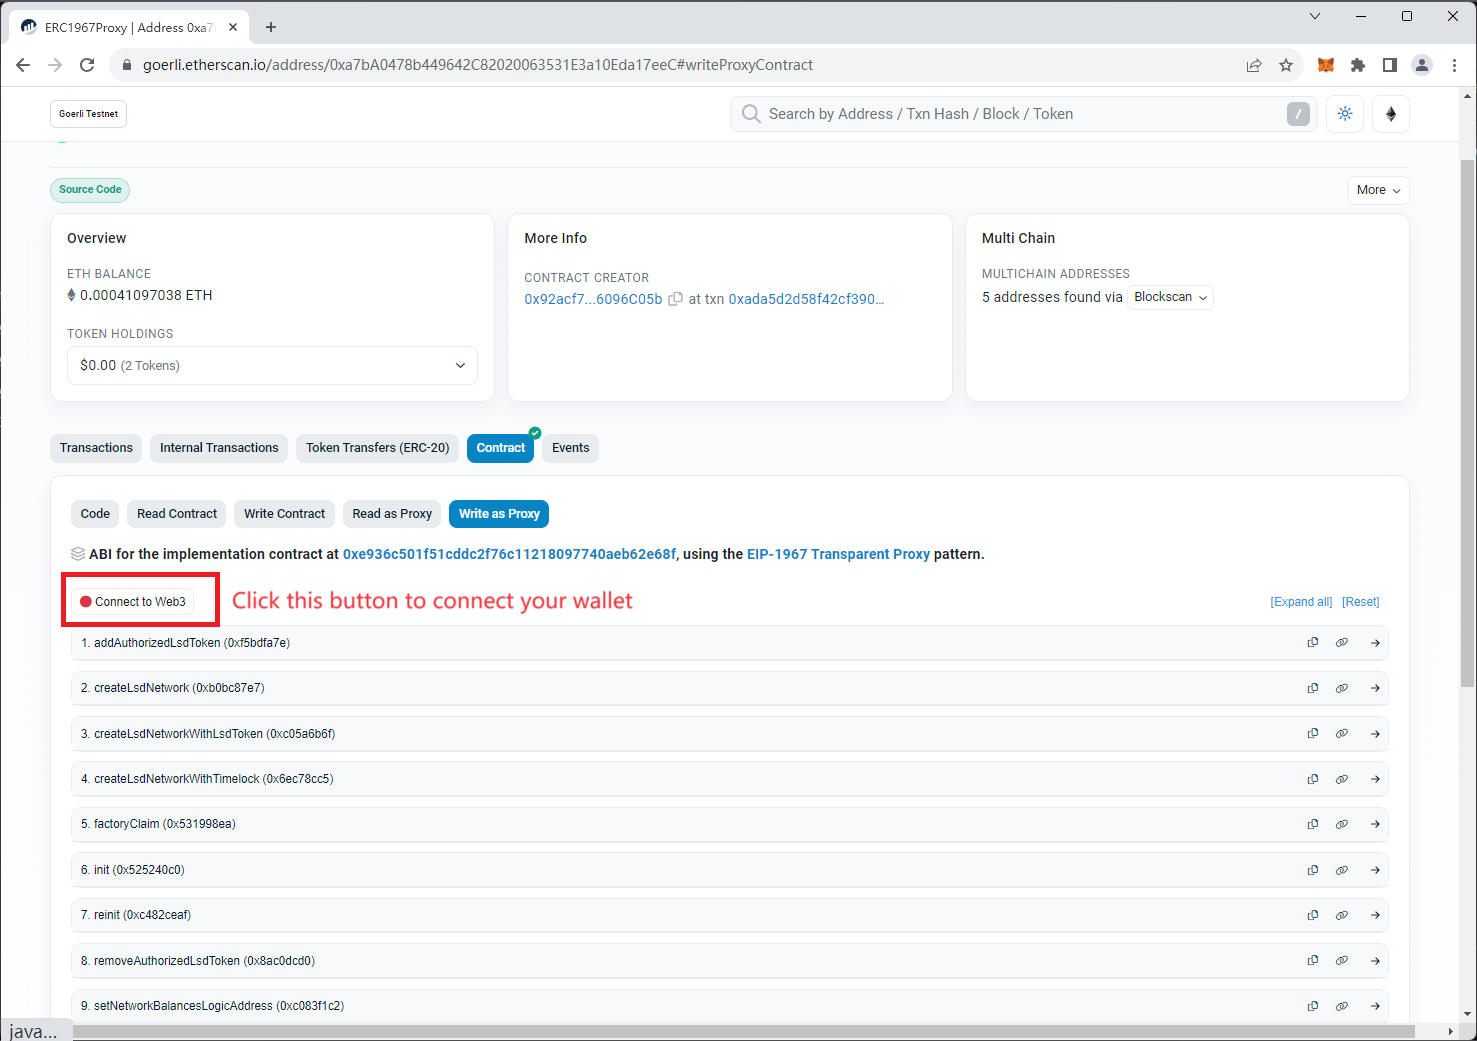 ERC1967Proxy | Address 0xa7
goerli.etherscan.io/address/0xa7bA0478b449642C82020063531E3a10Eda17eeC#writeProxyContract
Goerli Testnet
Search by Address / Txn Hash / Block / Token
/
Source Code
More
Overview
ETH BALANCE
0.00041097038 ETH
TOKEN HOLDINGS
$0.00 (2 Tokens)
More Info
CONTRACT CREATOR
0x92acf7...6096C05b at txn 0xada5d2d58f42cf390...
Multi Chain
MULTICHAIN ADDRESSES
5 addresses found via Blockscan
Transactions
Internal Transactions
Token Transfers (ERC-20)
Contract
Events
Code
Read Contract
Write Contract
Read as Proxy
Write as Proxy
ABI for the implementation contract at 0xe936c501f51cddc2f76c11218097740aeb62e68f, using the EIP-1967 Transparent Proxy pattern.
Connect to Web3
Click this button to connect your wallet
[Expand all] [Reset]
1. addAuthorizedLsdToken (0xf5bdfa7e)
2. createLsdNetwork (0xb0bc87e7)
3. createLsdNetworkWithLsdToken (0xc05a6b6f)
4. createLsdNetworkWithTimelock (0x6ec78cc5)
5. factoryClaim (0x531998ea)
6. init (0x525240c0)
7. reinit (0xc482ceaf)
8. removeAuthorizedLsdToken (0x8ac0dcd0)
9. setNetworkBalancesLogicAddress (0xc083f1c2)
java...